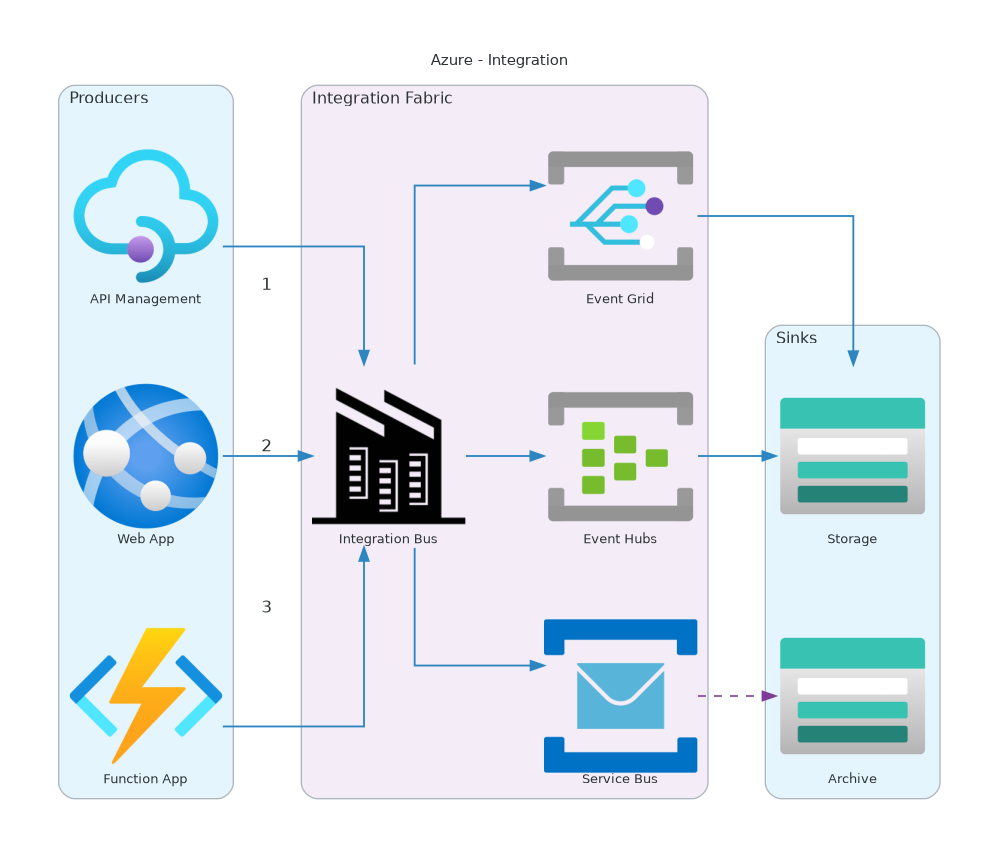 Azure - Integration
Producers
Integration Fabric
API Management
1
Event Grid
Sinks
2
Web App
Integration Bus
Event Hubs
Storage
3
Function App
Service Bus
Archive